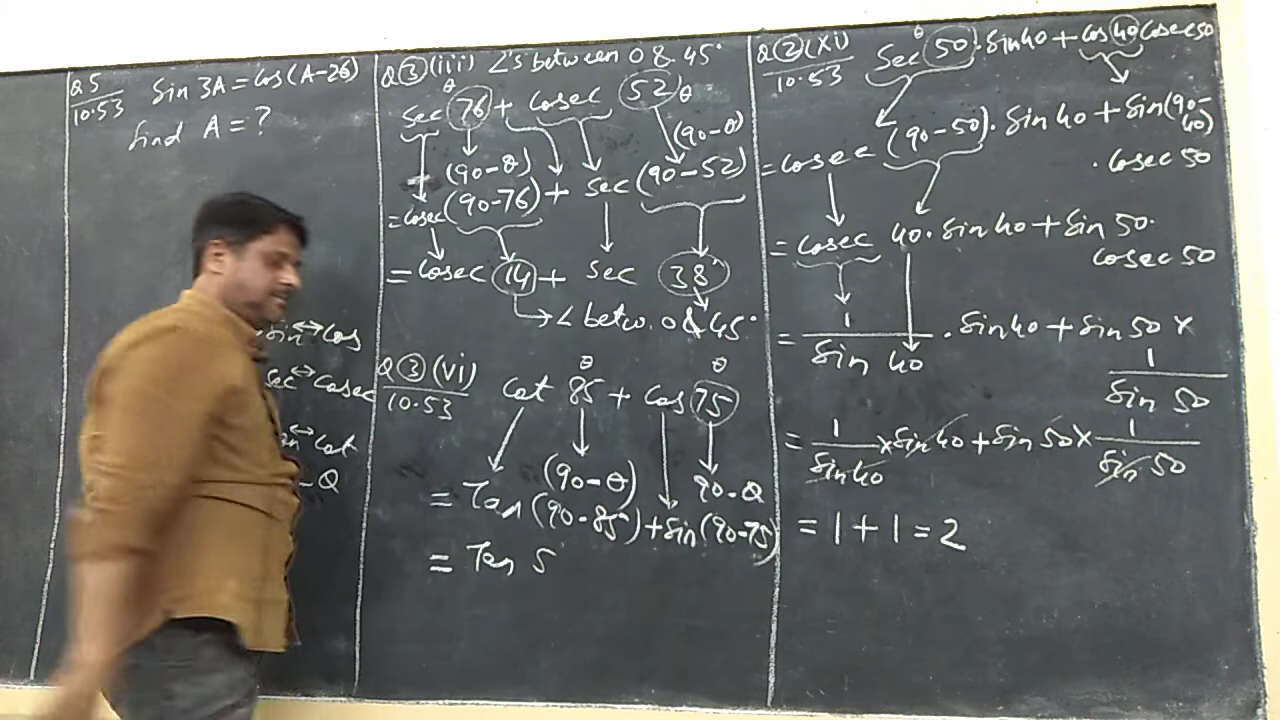 Q5
10.53
Sin 3A = Cos(A-26)
find A = ?
Sin ↔ Cos
Sec ↔ Cosec
↔ Cot
- θ
Q③(iii) ∠'s between 0 & 45°
θ
Sec 76 + Cosec 52 θ
(90-θ) (90-θ)
= Cosec (90-76) + Sec (90-52)
= Cosec 14 + Sec 38°
→ ∠ betw. 0 & 45°
Q③(vi)
10.53
θ θ
Cot 85 + Cos 75
(90-θ) 90-θ
= Tan (90-85°) + Sin (90-75)
= Tan 5
Q②(xi)
10.53
θ
Sec 50 · Sin 40 + Cos 40 Cosec 50
= Cosec (90-50) · Sin 40 + Sin(90-40)
· Cosec 50
= Cosec 40 · Sin 40 + Sin 50 ·
Cosec 50
= 1/Sin 40 · Sin 40 + Sin 50 ×
1/Sin 50
= 1/Sin 40 × Sin 40 + Sin 50 × 1/Sin 50
= 1 + 1 = 2